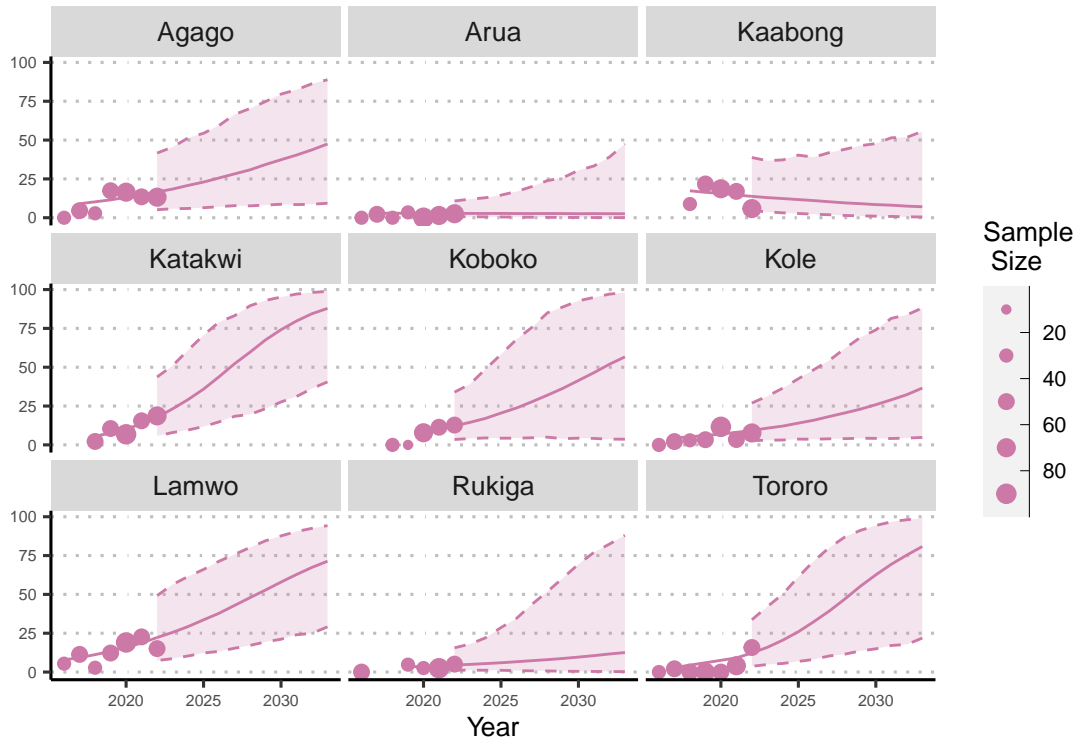 Agago Arua Kaabong
100
75
50
25
0
Katakwi Koboko Kole
100
75
50
25
0
Lamwo Rukiga Tororo
100
75
50
25
0
2020 2025 2030 2020 2025 2030 2020 2025 2030
Year
Sample
Size
20
40
60
80